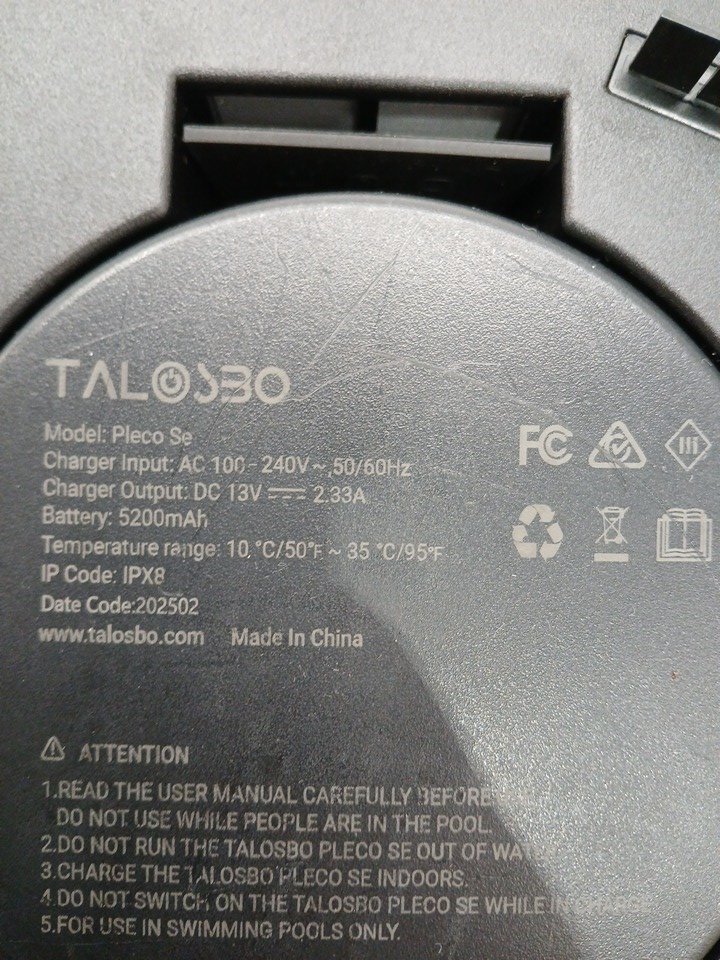 TALOSBO
Model: Pleco Se
Charger Input: AC 100-240V~,50/60Hz
Charger Output: DC 13V ⎓ 2.33A
Battery: 5200mAh
Temperature range: 10 °C/50°F ~ 35 °C/95°F
IP Code: IPX8
Date Code:202502
www.talosbo.com Made In China
FC
III
⚠ ATTENTION
1.READ THE USER MANUAL CAREFULLY BEFORE
DO NOT USE WHILE PEOPLE ARE IN THE POOL.
2.DO NOT RUN THE TALOSBO PLECO SE OUT OF WATER
3.CHARGE THE TALOSBO PLECO SE INDOORS.
4.DO NOT SWITCH ON THE TALOSBO PLECO SE WHILE IN CHARGE.
5.FOR USE IN SWIMMING POOLS ONLY.